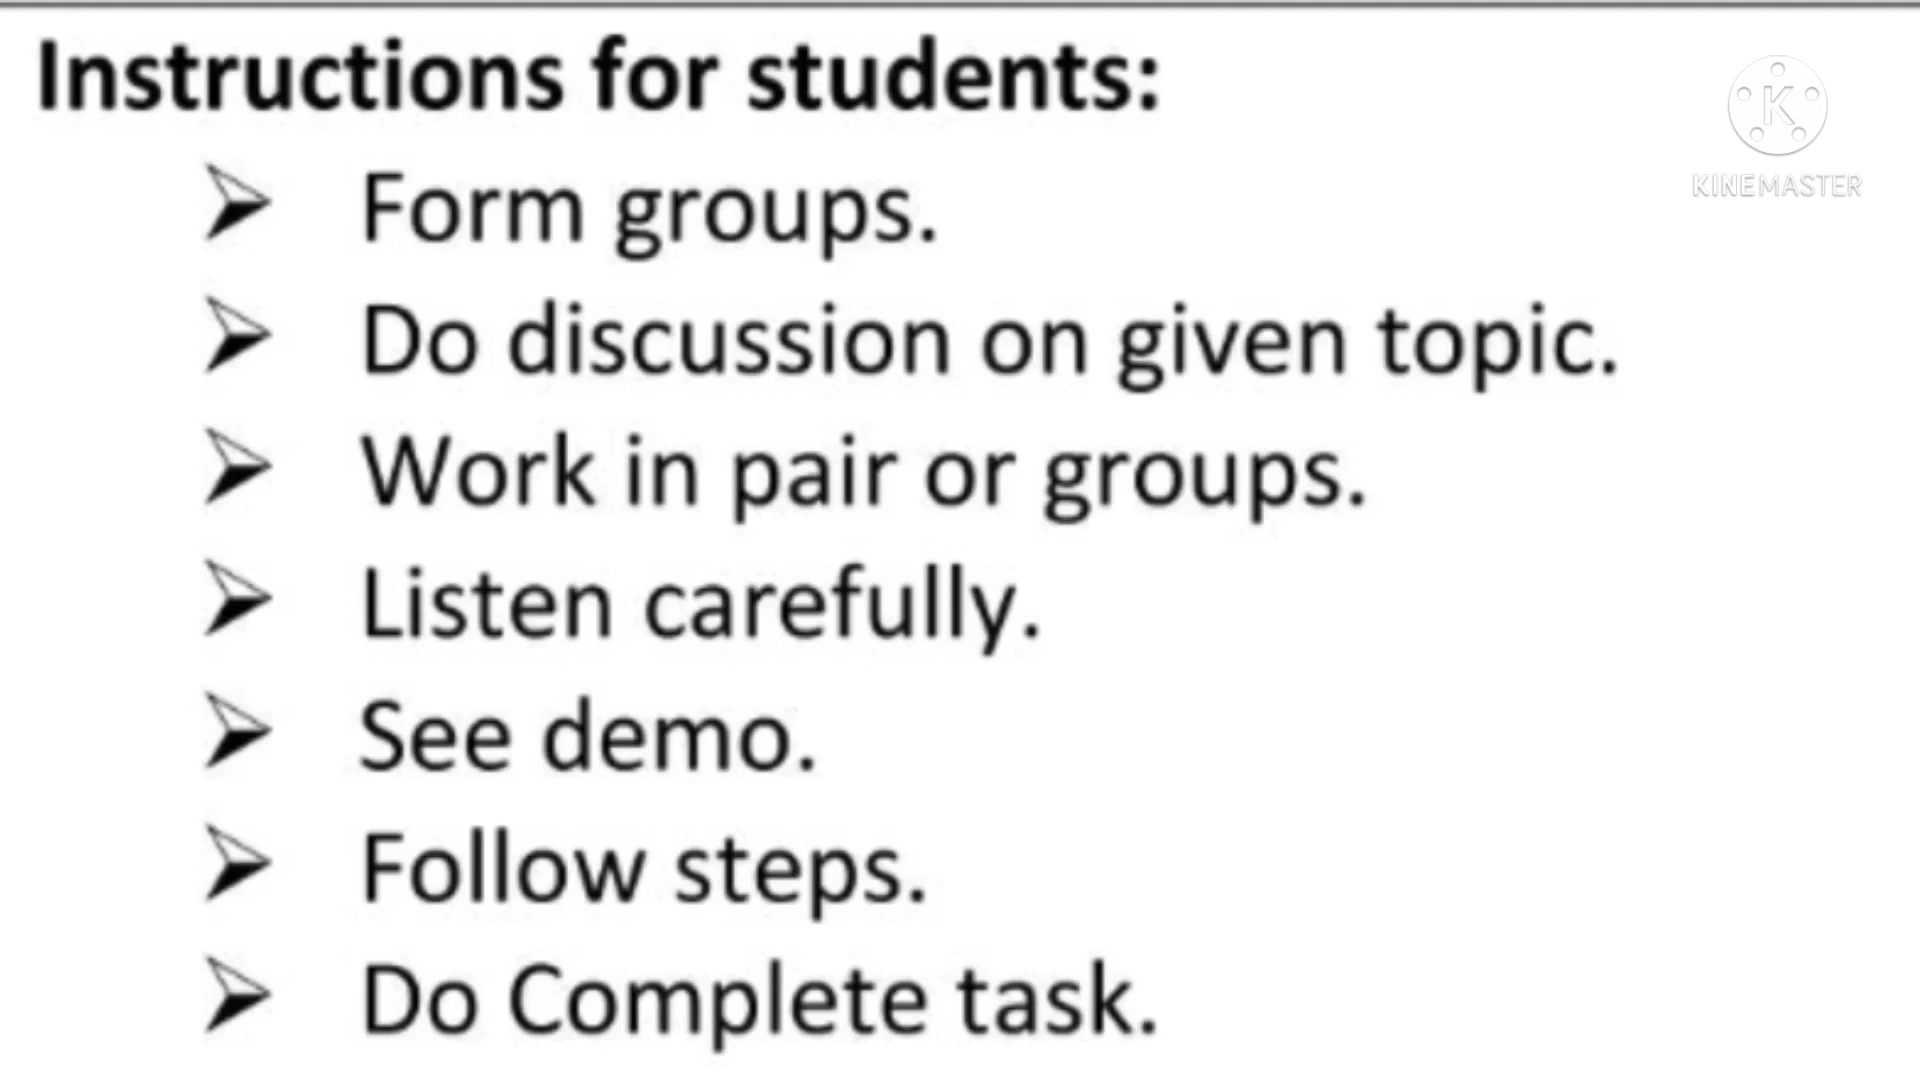 Instructions for students:
K
KINEMASTER
➢ Form groups.
➢ Do discussion on given topic.
➢ Work in pair or groups.
➢ Listen carefully.
➢ See demo.
➢ Follow steps.
➢ Do Complete task.